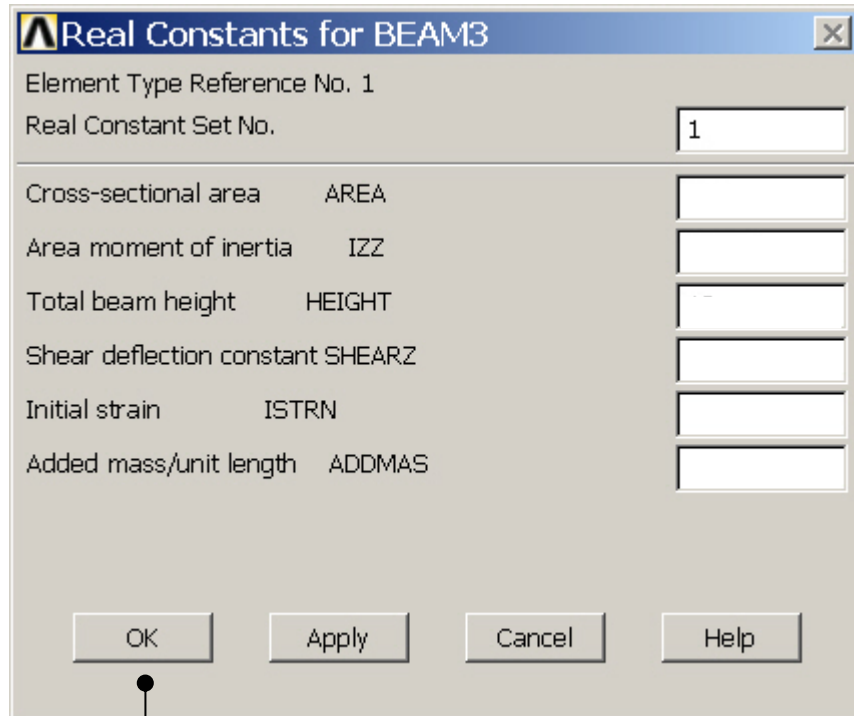 Real Constants for BEAM3
Element Type Reference No. 1
Real Constant Set No. 1
Cross-sectional area AREA
Area moment of inertia IZZ
Total beam height HEIGHT
Shear deflection constant SHEARZ
Initial strain ISTRN
Added mass/unit length ADDMAS
OK Apply Cancel Help